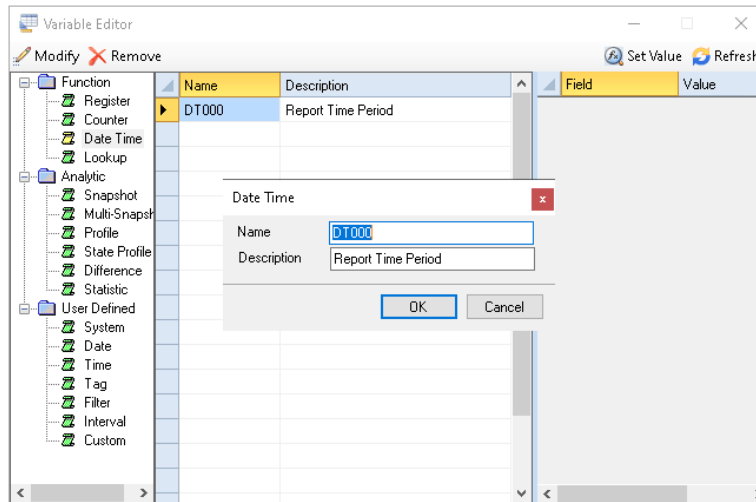 Variable Editor
Modify Remove Set Value Refresh
Function
Register
Counter
Date Time
Lookup
Analytic
Snapshot
Multi-Snapsh
Profile
State Profile
Difference
Statistic
User Defined
System
Date
Time
Tag
Filter
Interval
Custom
Name Description
DT000 Report Time Period
Field Value
Date Time
Name DT000
Description Report Time Period
OK Cancel